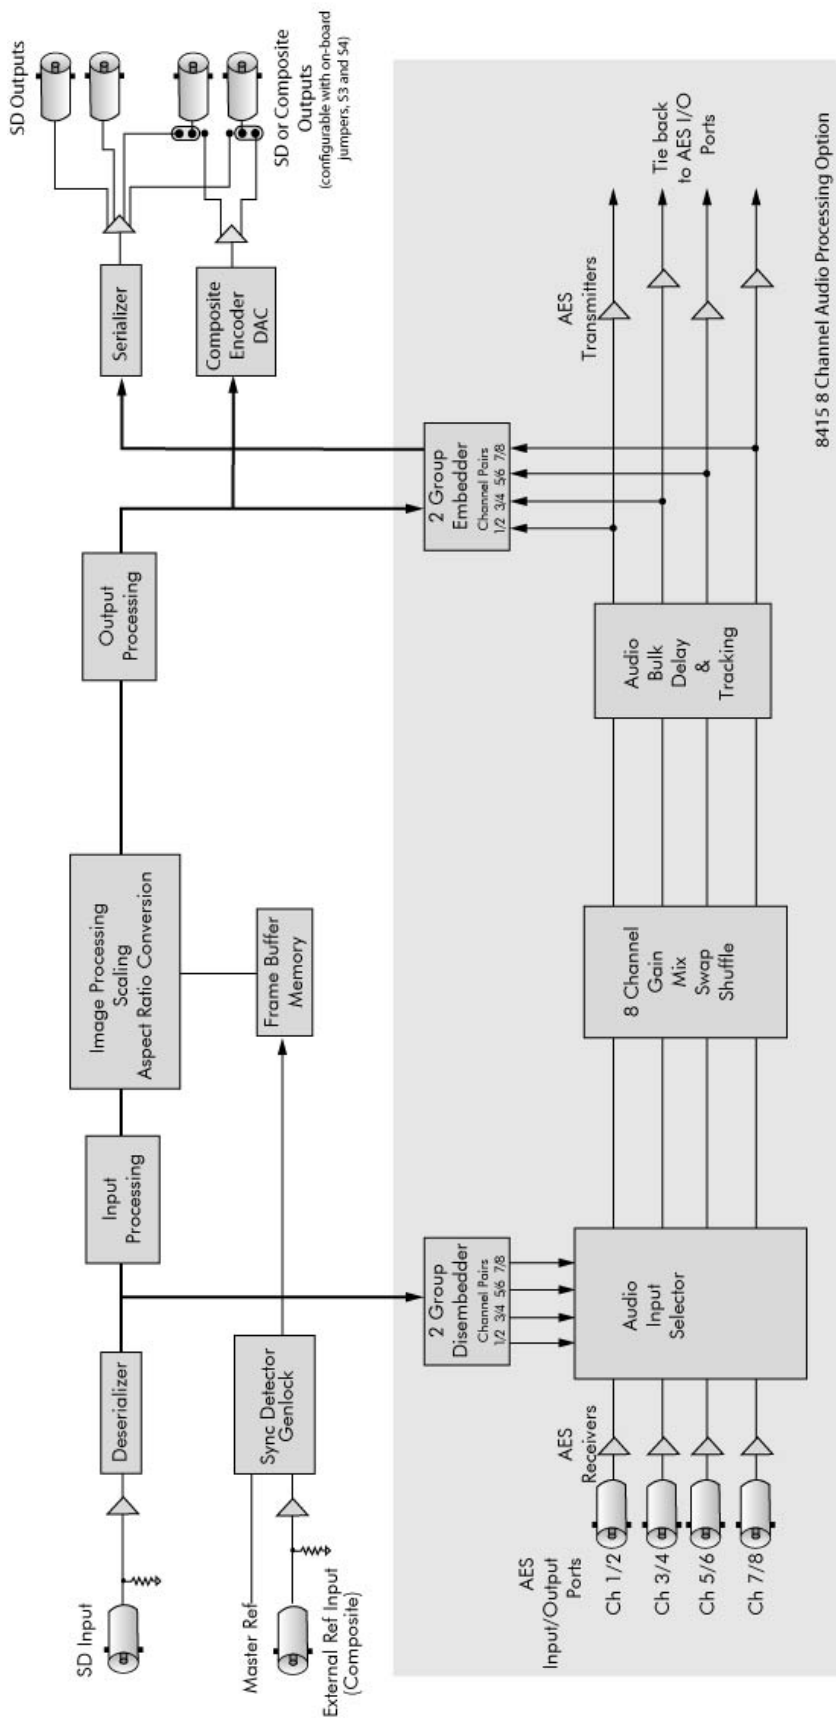 SD Input
Deserializer
Input
Processing
Image Processing
Scaling
Aspect Ratio Conversion
Output
Processing
Serializer
SD Outputs
Master Ref
External Ref Input
(Composite)
Sync Detector
Genlock
Frame Buffer
Memory
Composite
Encoder
DAC
SD or Composite
Outputs
(configurable with on-board
jumpers, S3 and S4)
2 Group
Disembedder
Channel Pairs
1/2 3/4 5/6 7/8
2 Group
Embedder
Channel Pairs
1/2 3/4 5/6 7/8
AES
Input/Output
Ports
Ch 1/2
Ch 3/4
Ch 5/6
Ch 7/8
AES
Receivers
Audio
Input
Selector
8 Channel
Gain
Mix
Swap
Shuffle
Audio
Bulk
Delay
&
Tracking
AES
Transmitters
Tie back
to AES I/O
Ports
8415 8 Channel Audio Processing Option